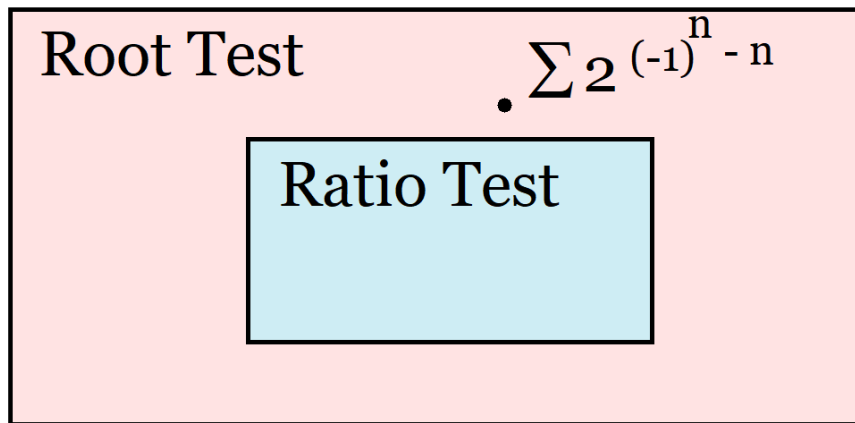 Root Test
∑ 2^{(-1)^n - n}
Ratio Test